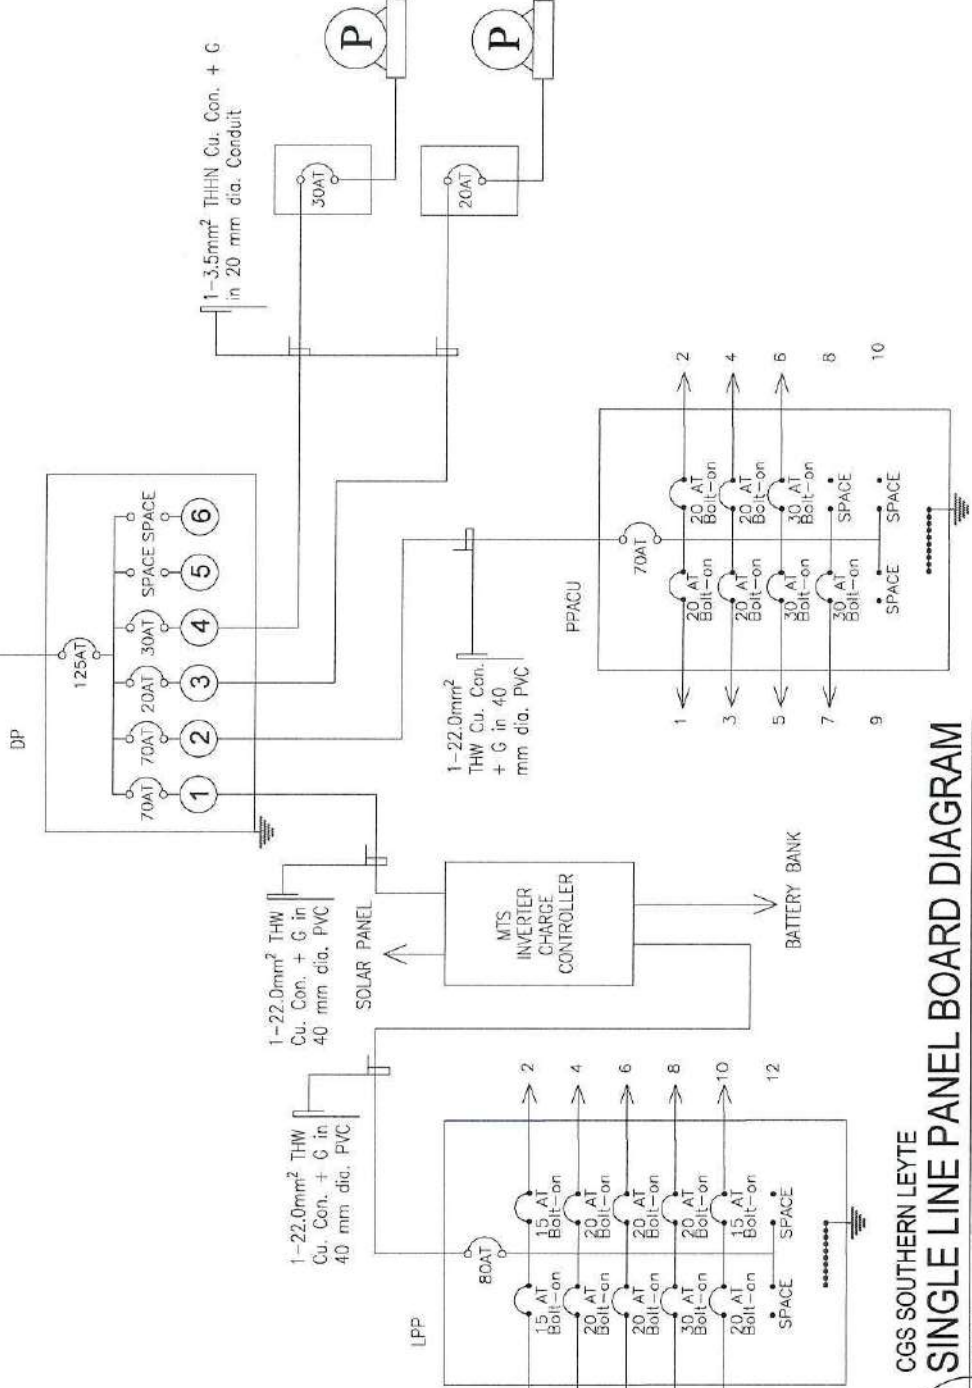 DP
125AT
70AT
70AT
20AT
30AT
SPACE
SPACE
1
2
3
4
5
6
1-3.5mm² THHN Cu. Con. + G
in 20 mm dia. Conduit
30AT
P
20AT
P
1-22.0mm² THW
Cu. Con. + G in
40 mm dia. PVC
SOLAR PANEL
MTS
INVERTER
CHARGE
CONTROLLER
BATTERY BANK
1-22.0mm²
THW Cu. Con.
+ G in 40
mm dia. PVC
PPACU
70AT
1
20 AT
Bolt-on
20 AT
Bolt-on
2
3
20 AT
Bolt-on
20 AT
Bolt-on
4
5
30 AT
Bolt-on
30 AT
Bolt-on
6
7
30 AT
Bolt-on
SPACE
8
9
SPACE
SPACE
10
1-22.0mm² THW
Cu. Con. + G in
40 mm dia. PVC
LPP
80AT
15 AT
Bolt-on
15 AT
Bolt-on
2
20 AT
Bolt-on
20 AT
Bolt-on
4
20 AT
Bolt-on
20 AT
Bolt-on
6
30 AT
Bolt-on
20 AT
Bolt-on
8
20 AT
Bolt-on
15 AT
Bolt-on
10
SPACE
SPACE
12
CGS SOUTHERN LEYTE
SINGLE LINE PANEL BOARD DIAGRAM